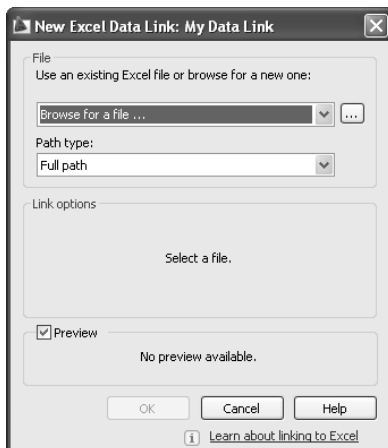 New Excel Data Link: My Data Link
File
Use an existing Excel file or browse for a new one:
Browse for a file ...
...
Path type:
Full path
Link options
Select a file.
Preview
No preview available.
OK Cancel Help
Learn about linking to Excel